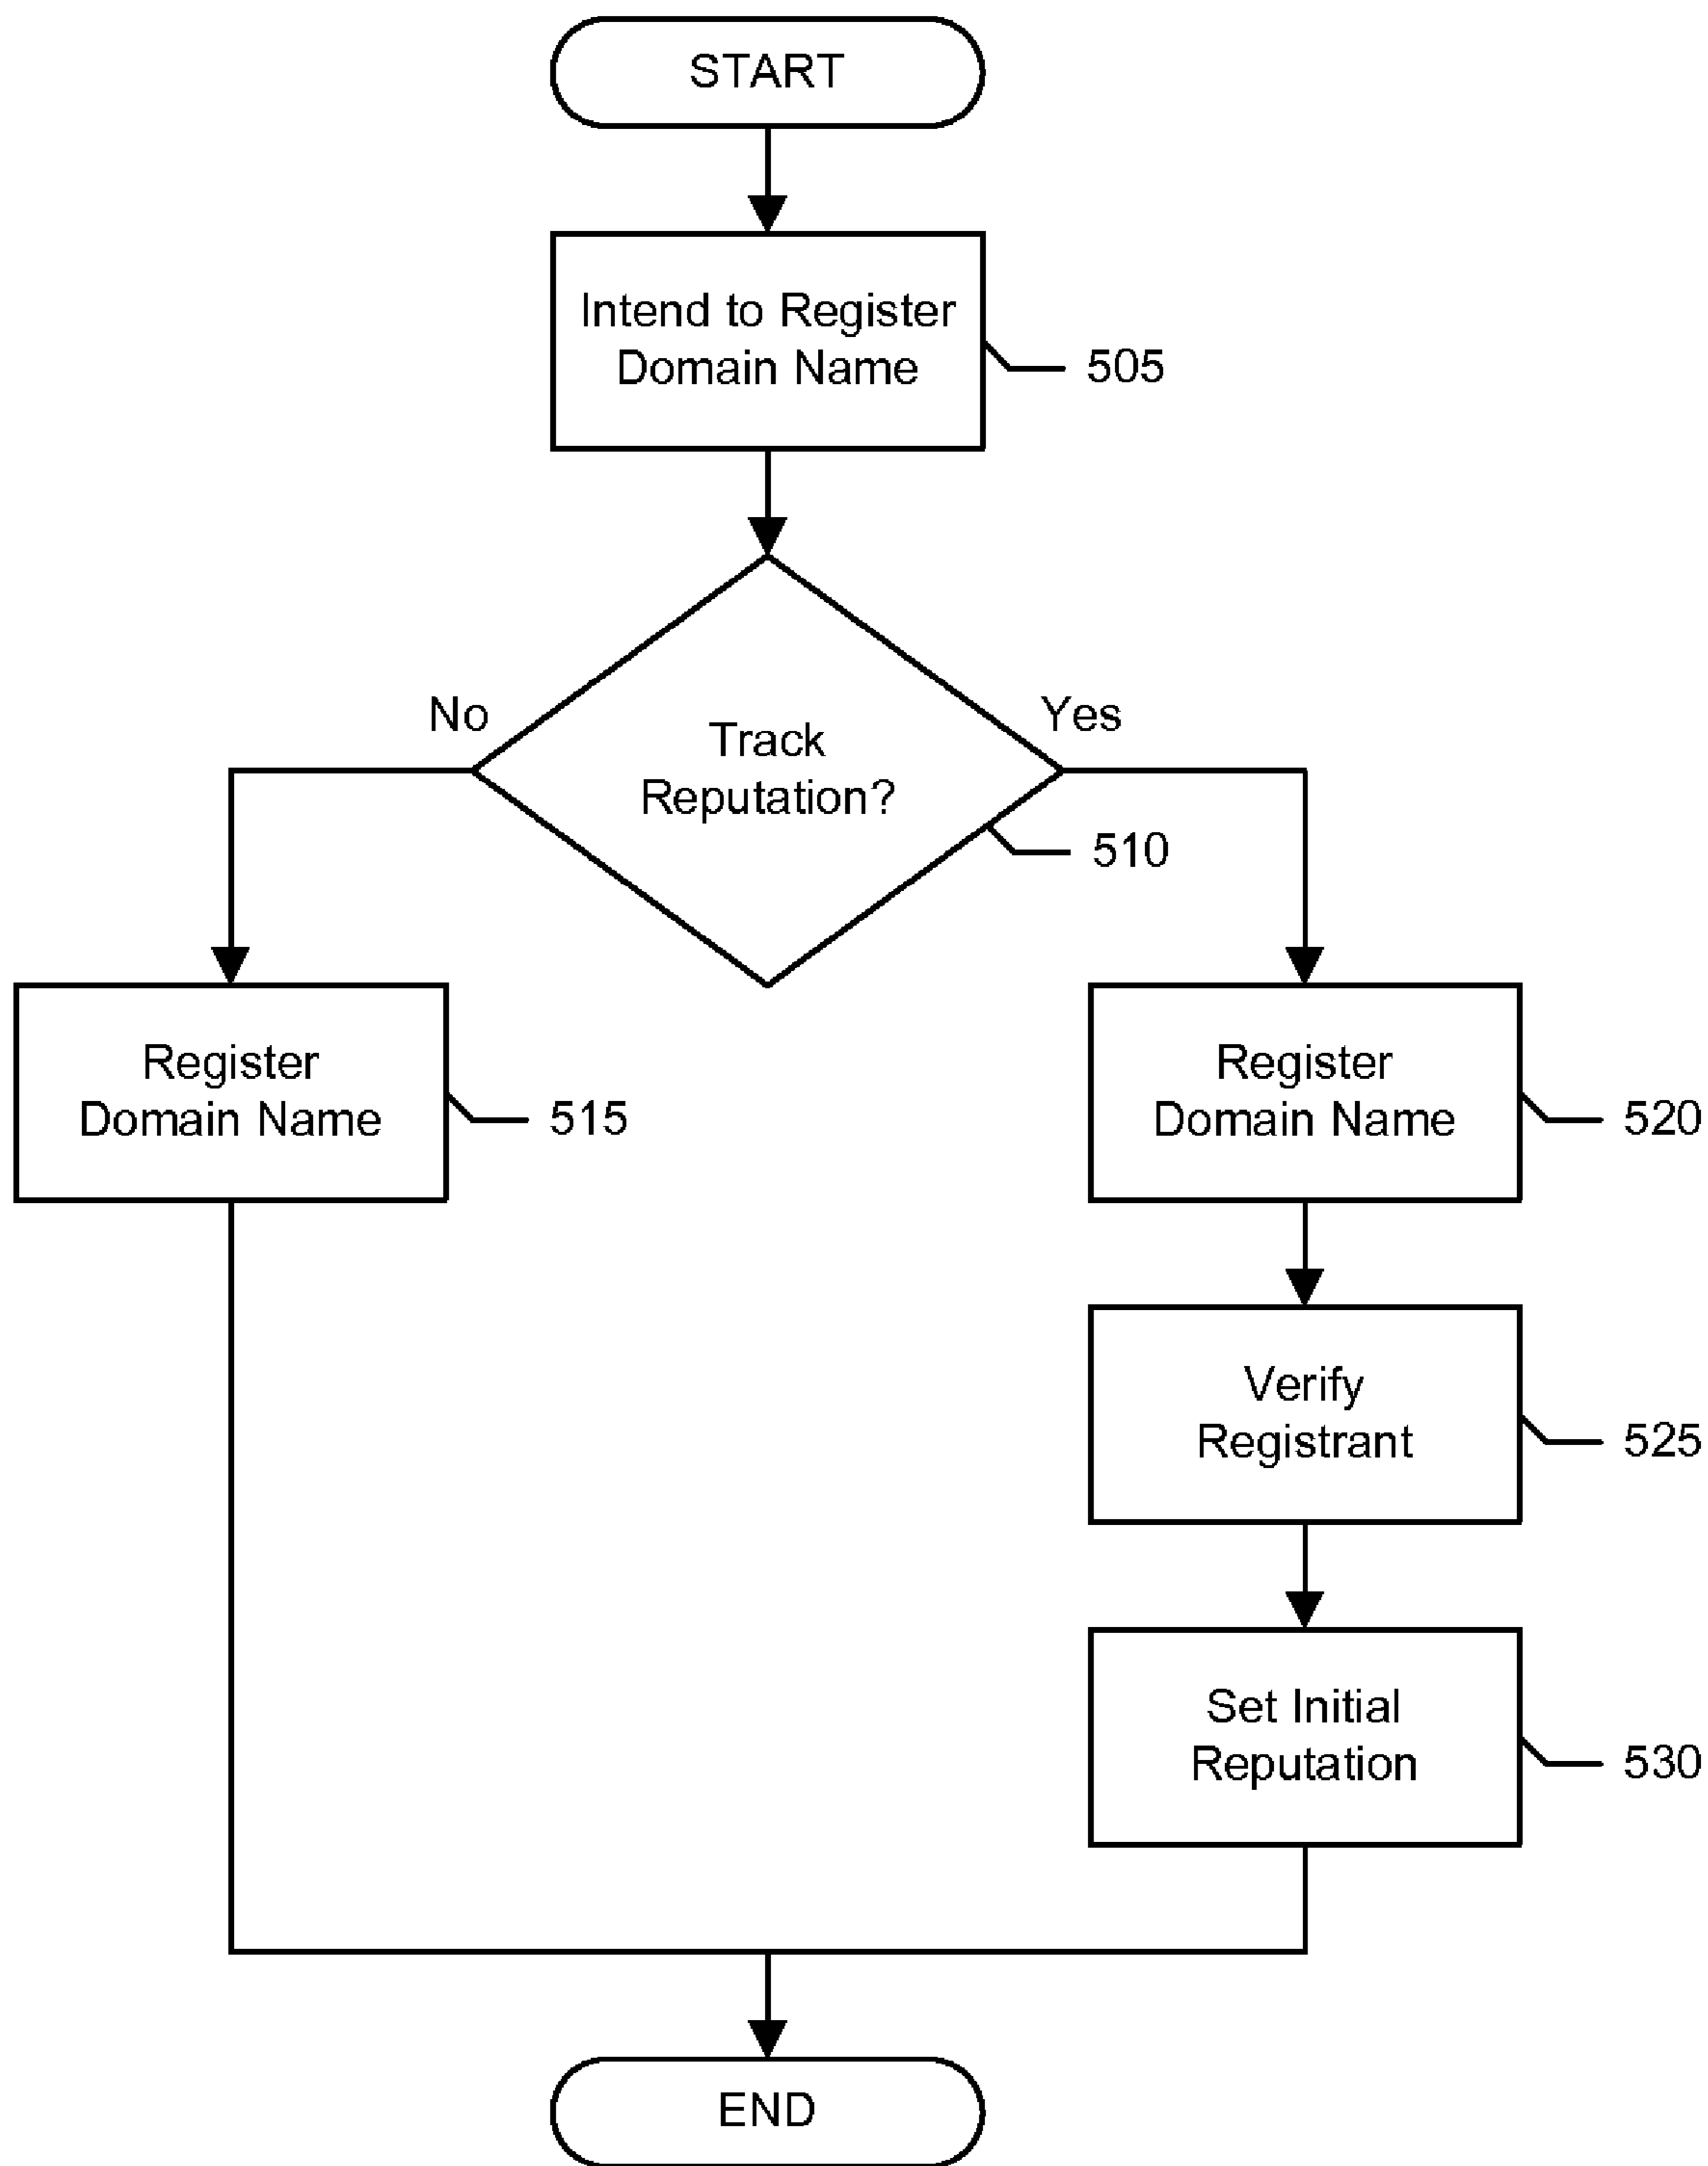 START
Intend to Register
Domain Name
505
No
Yes
Track
Reputation?
510
Register
Domain Name
515
Register
Domain Name
520
Verify
Registrant
525
Set Initial
Reputation
530
END